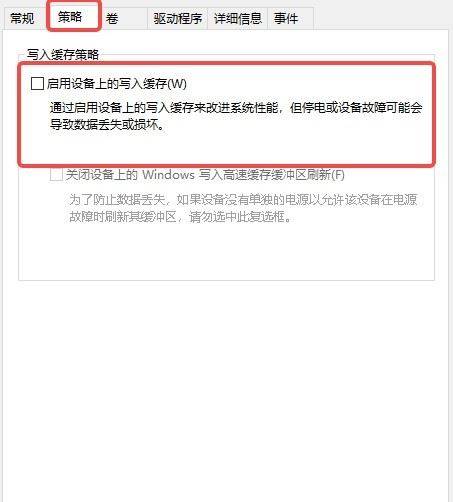 常规 策略 卷 驱动程序 详细信息 事件
写入缓存策略
启用设备上的写入缓存(W)
通过启用设备上的写入缓存来改进系统性能，但停电或设备故障可能会
导致数据丢失或损坏。
关闭设备上的 Windows 写入高速缓存缓冲区刷新(F)
为了防止数据丢失，如果设备没有单独的电源以允许该设备在电源
故障时刷新其缓冲区，请勿选中此复选框。